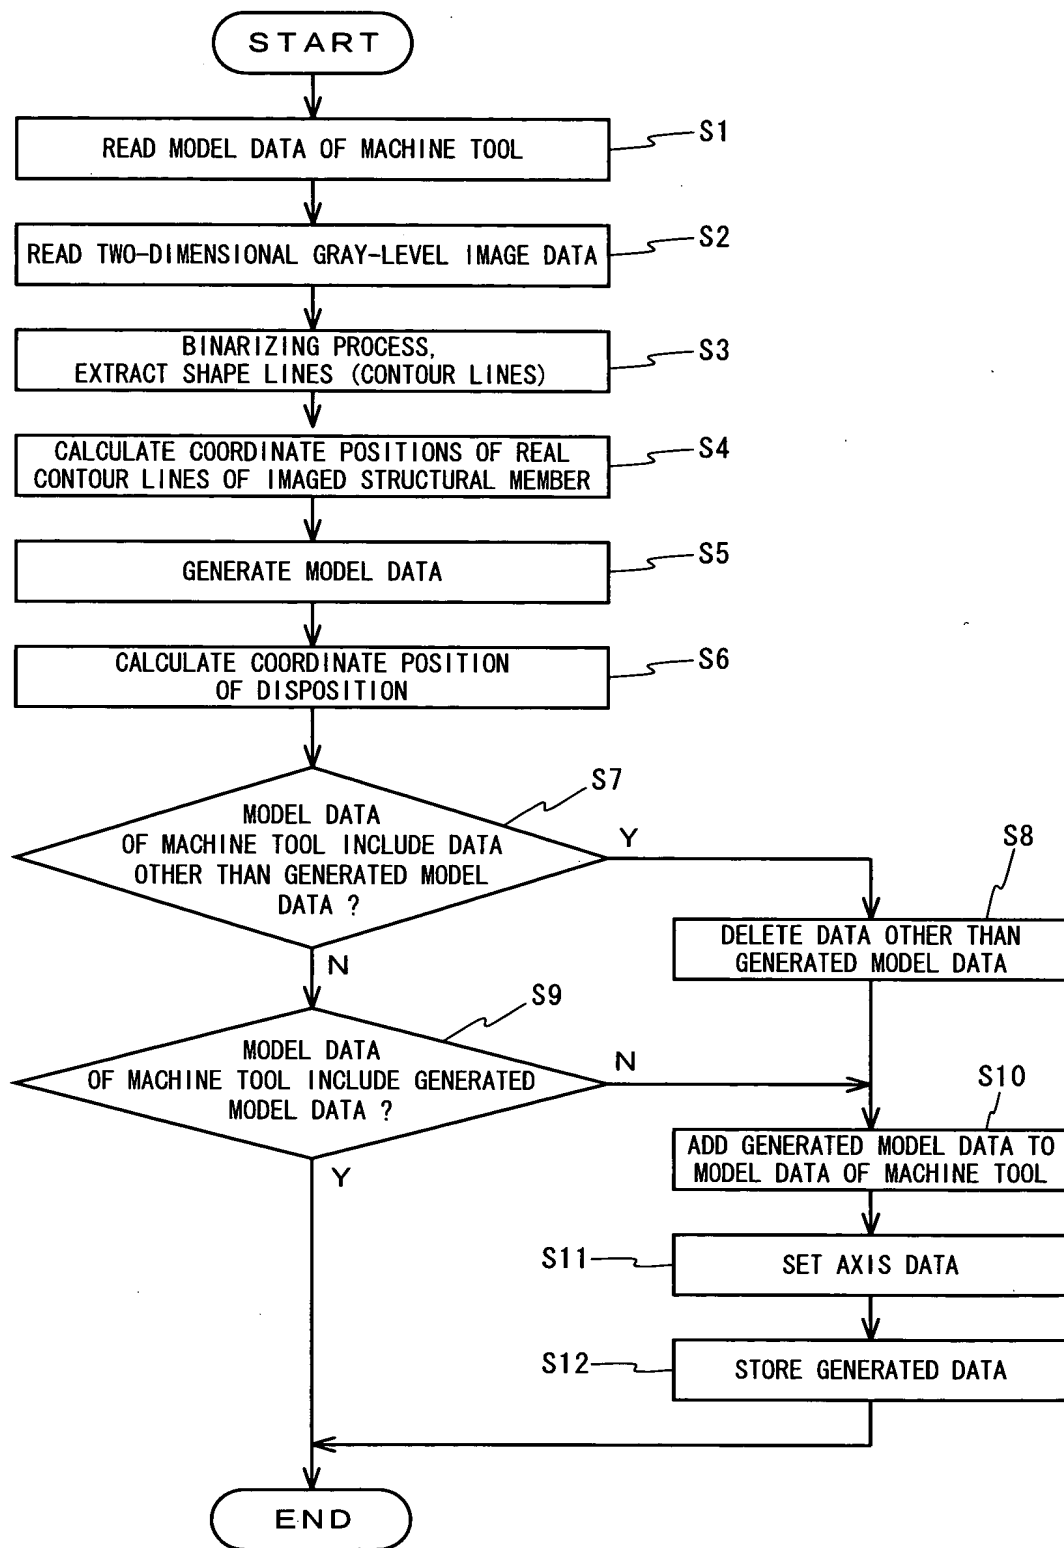 START
READ MODEL DATA OF MACHINE TOOL
S1
READ TWO-DIMENSIONAL GRAY-LEVEL IMAGE DATA
S2
BINARIZING PROCESS,
EXTRACT SHAPE LINES (CONTOUR LINES)
S3
CALCULATE COORDINATE POSITIONS OF REAL
CONTOUR LINES OF IMAGED STRUCTURAL MEMBER
S4
GENERATE MODEL DATA
S5
CALCULATE COORDINATE POSITION
OF DISPOSITION
S6
MODEL DATA
OF MACHINE TOOL INCLUDE DATA
OTHER THAN GENERATED MODEL
DATA ?
S7
Y
N
S8
DELETE DATA OTHER THAN
GENERATED MODEL DATA
MODEL DATA
OF MACHINE TOOL INCLUDE GENERATED
MODEL DATA ?
S9
N
Y
S10
ADD GENERATED MODEL DATA TO
MODEL DATA OF MACHINE TOOL
S11
SET AXIS DATA
S12
STORE GENERATED DATA
END